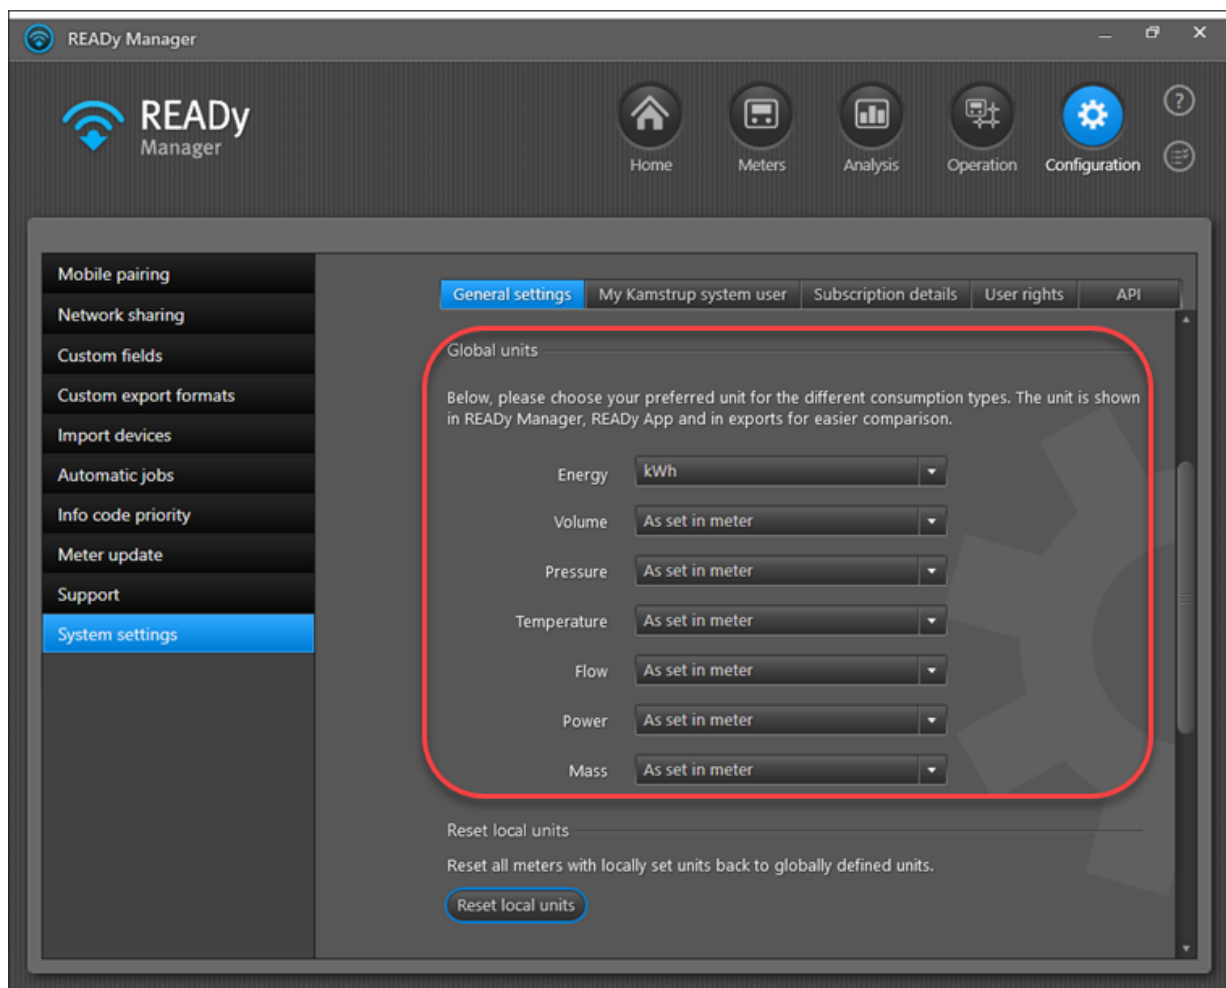 READy Manager
READy
Manager
Home
Meters
Analysis
Operation
Configuration
?
Mobile pairing
Network sharing
Custom fields
Custom export formats
Import devices
Automatic jobs
Info code priority
Meter update
Support
System settings
General settings
My Kamstrup system user
Subscription details
User rights
API
Global units
Below, please choose your preferred unit for the different consumption types. The unit is shown
in READy Manager, READy App and in exports for easier comparison.
Energy kWh
Volume As set in meter
Pressure As set in meter
Temperature As set in meter
Flow As set in meter
Power As set in meter
Mass As set in meter
Reset local units
Reset all meters with locally set units back to globally defined units.
Reset local units